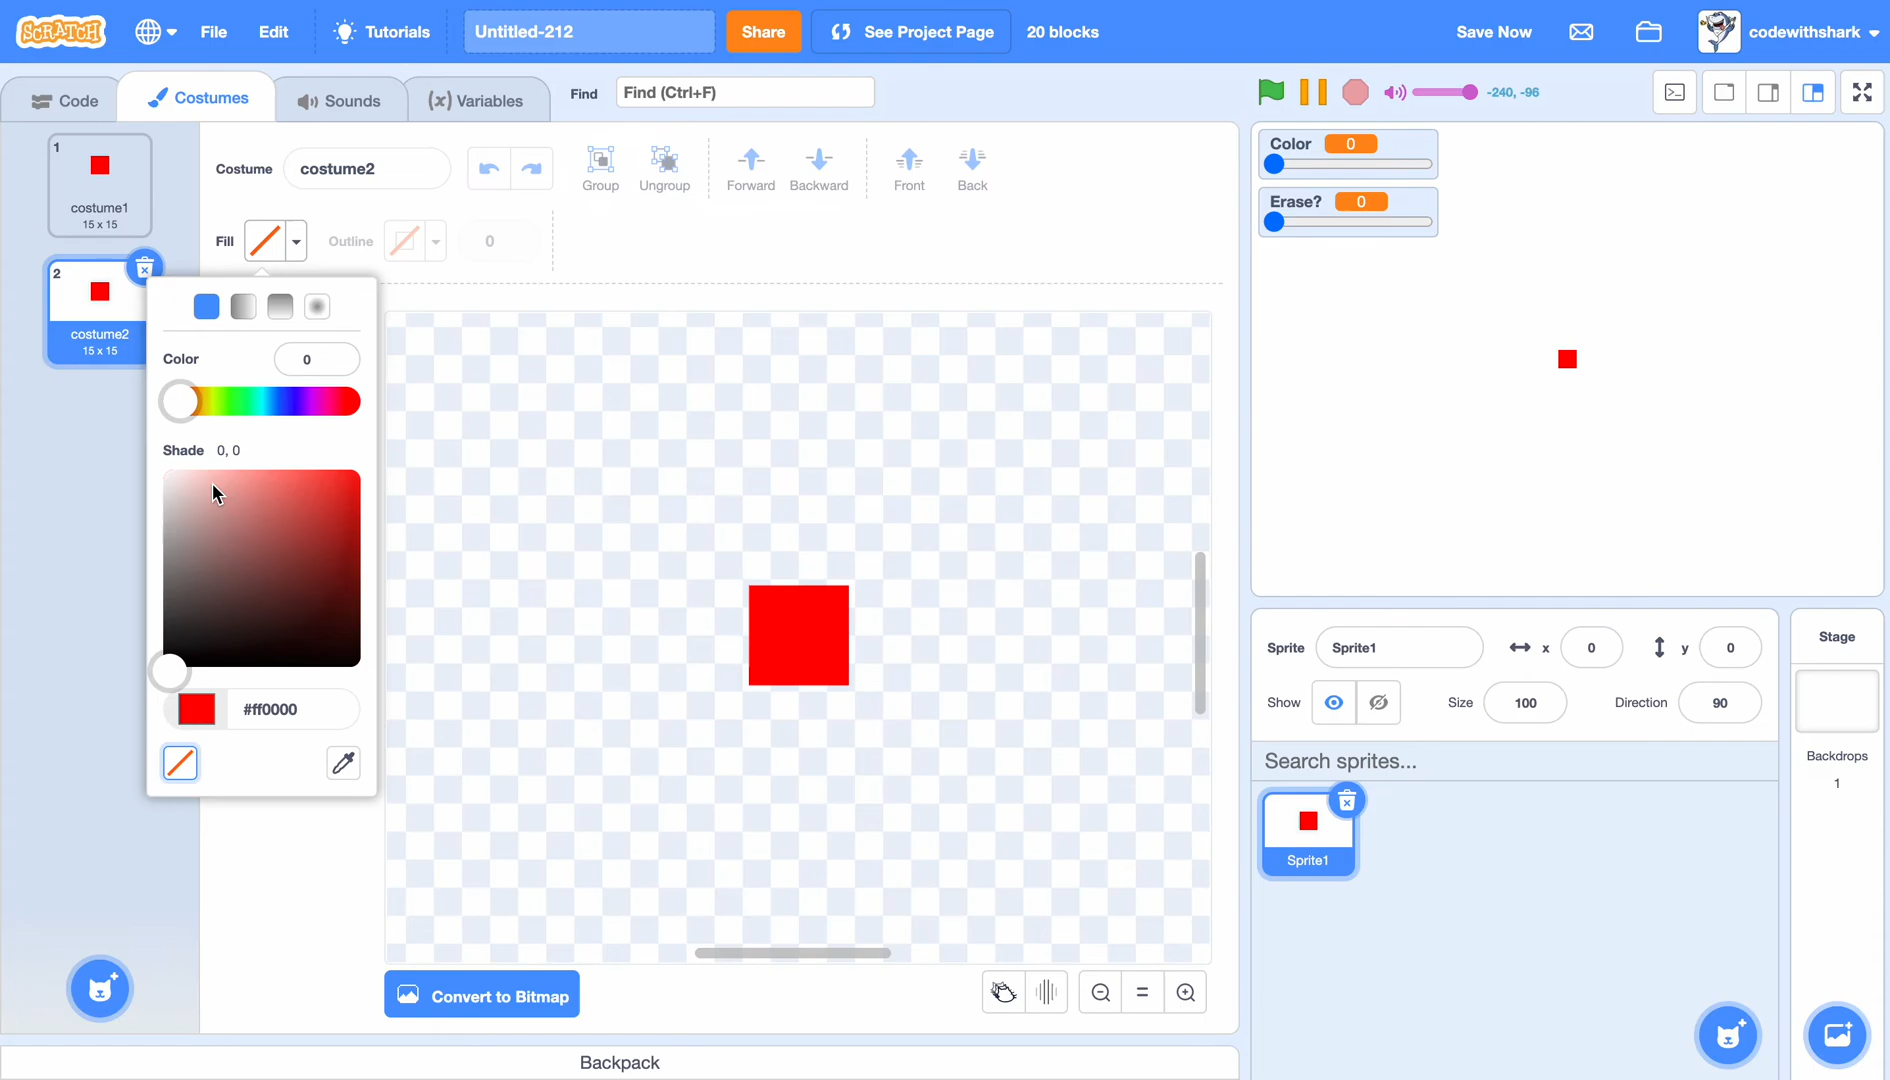 SCRATCH File Edit Tutorials Untitled-212 Share See Project Page 20 blocks Save Now codewithshark
Code Costumes Sounds (x) Variables Find Find (Ctrl+F) -240, -96
1
costume1
15 x 15
2
costume2
15 x 15
Costume costume2 Group Ungroup Forward Backward Front Back
Fill Outline 0
Color 0
Shade 0, 0
#ff0000
Convert to Bitmap
Backpack
Color 0
Erase? 0
Sprite Sprite1 x 0 y 0
Show Size 100 Direction 90
Search sprites...
Sprite1
Stage
Backdrops
1